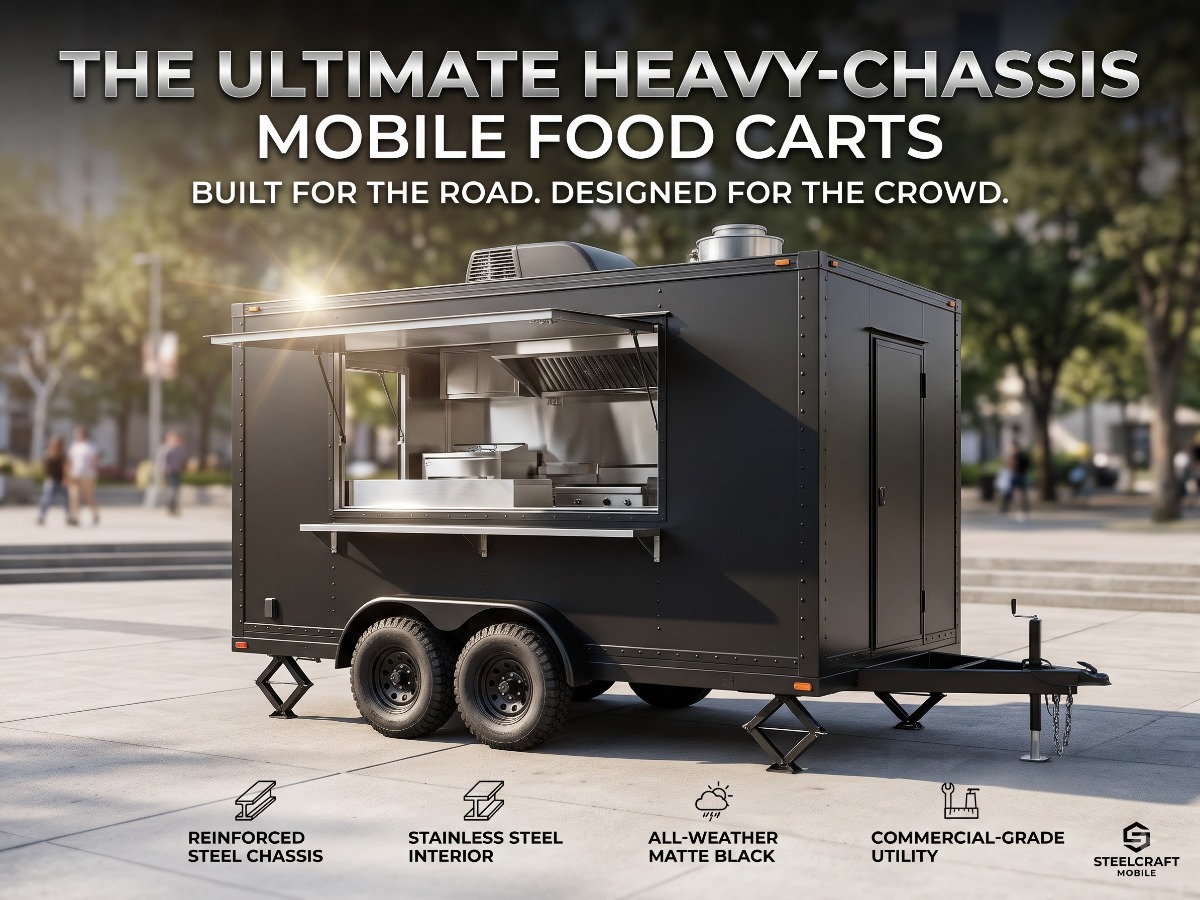 THE ULTIMATE HEAVY-CHASSIS
MOBILE FOOD CARTS
BUILT FOR THE ROAD. DESIGNED FOR THE CROWD.
REINFORCED
STEEL CHASSIS
STAINLESS STEEL
INTERIOR
ALL-WEATHER
MATTE BLACK
COMMERCIAL-GRADE
UTILITY
STEELCRAFT
MOBILE